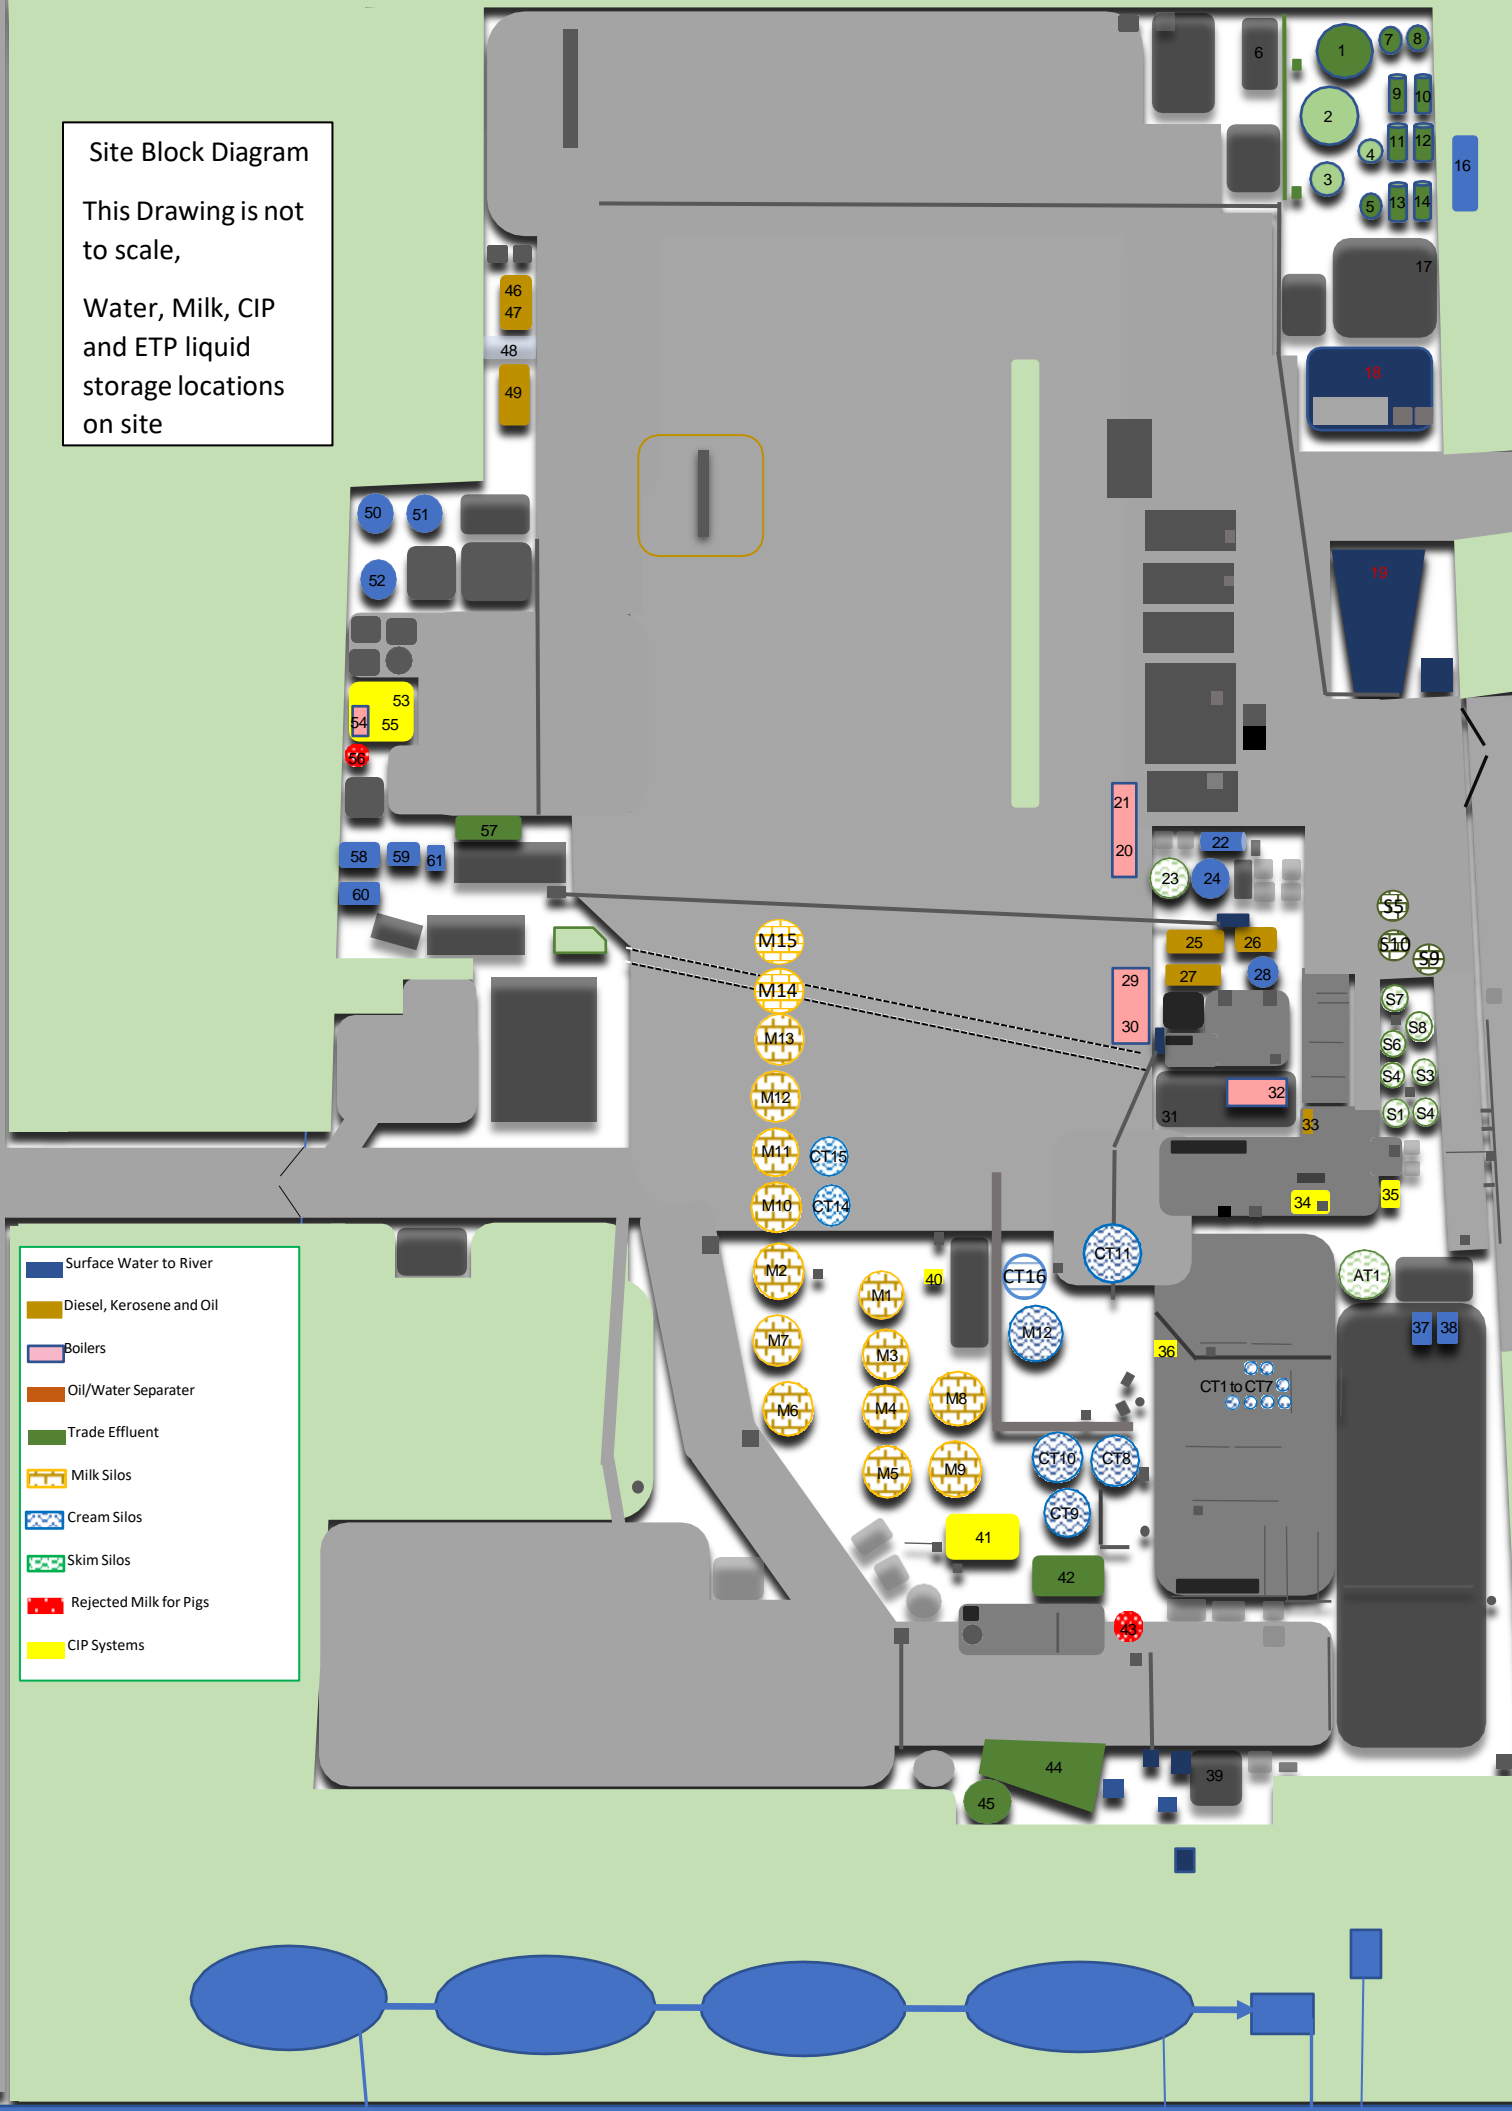 Site Block Diagram
This Drawing is not
to scale,
Water, Milk, CIP
and ETP liquid
storage locations
on site
1
7
8
6
9
10
2
11
12
4
16
3
5
13
14
17
18
46
47
48
49
50
51
52
19
53
54
55
56
57
58
59
61
60
21
20
22
23
24
25
26
27
28
29
30
31
32
33
34
35
S5
S10
S9
S7
S8
S6
S4
S3
S1
S4
M15
M14
M13
M12
M11
CT15
M10
CT14
M2
M1
40
CT16
CT11
AT1
M7
M3
M12
36
37
38
CT1 to CT7
M6
M4
M8
M5
M9
CT10
CT8
CT9
41
42
43
44
45
39
Surface Water to River
Diesel, Kerosene and Oil
Boilers
Oil/Water Separater
Trade Effluent
Milk Silos
Cream Silos
Skim Silos
Rejected Milk for Pigs
CIP Systems